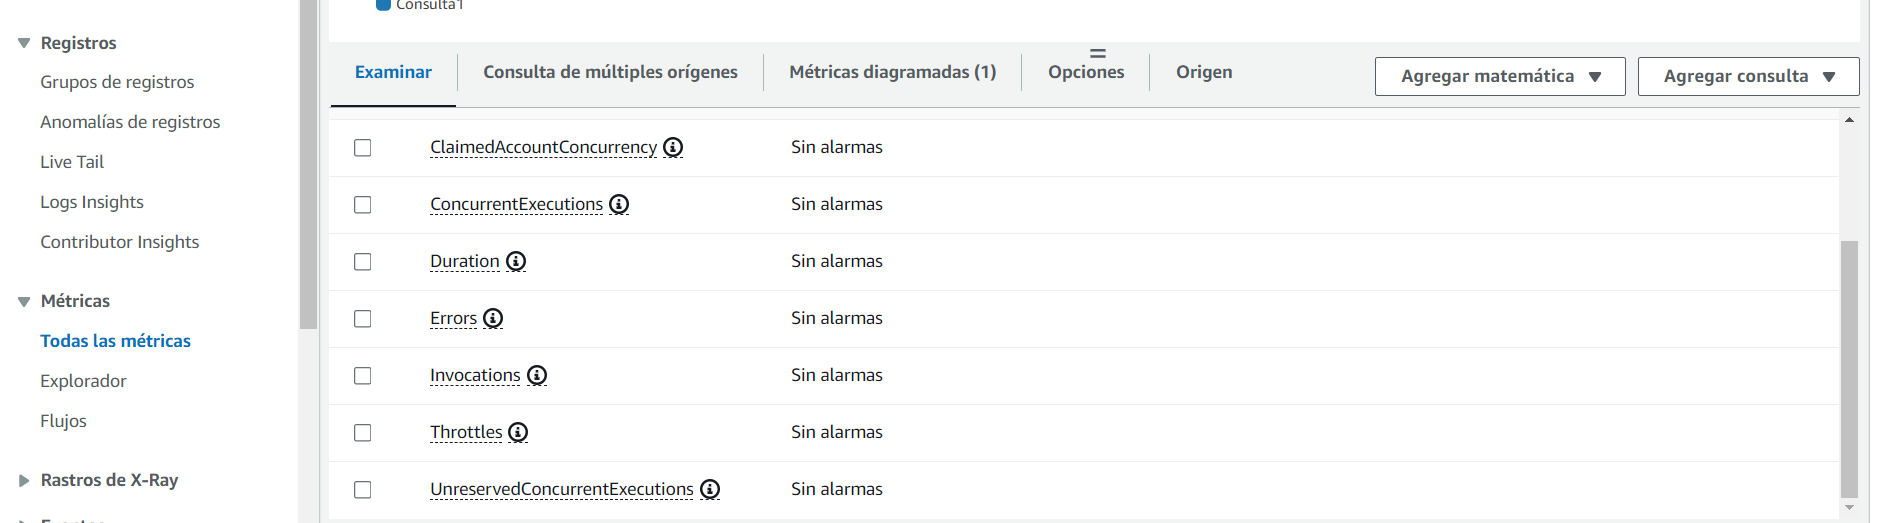 Consulta1
Registros
Grupos de registros
Anomalías de registros
Live Tail
Logs Insights
Contributor Insights
Métricas
Todas las métricas
Explorador
Flujos
Rastros de X-Ray
Eventos
Examinar
Consulta de múltiples orígenes
Métricas diagramadas (1)
Opciones
Origen
Agregar matemática
Agregar consulta
ClaimedAccountConcurrency Sin alarmas
ConcurrentExecutions Sin alarmas
Duration Sin alarmas
Errors Sin alarmas
Invocations Sin alarmas
Throttles Sin alarmas
UnreservedConcurrentExecutions Sin alarmas